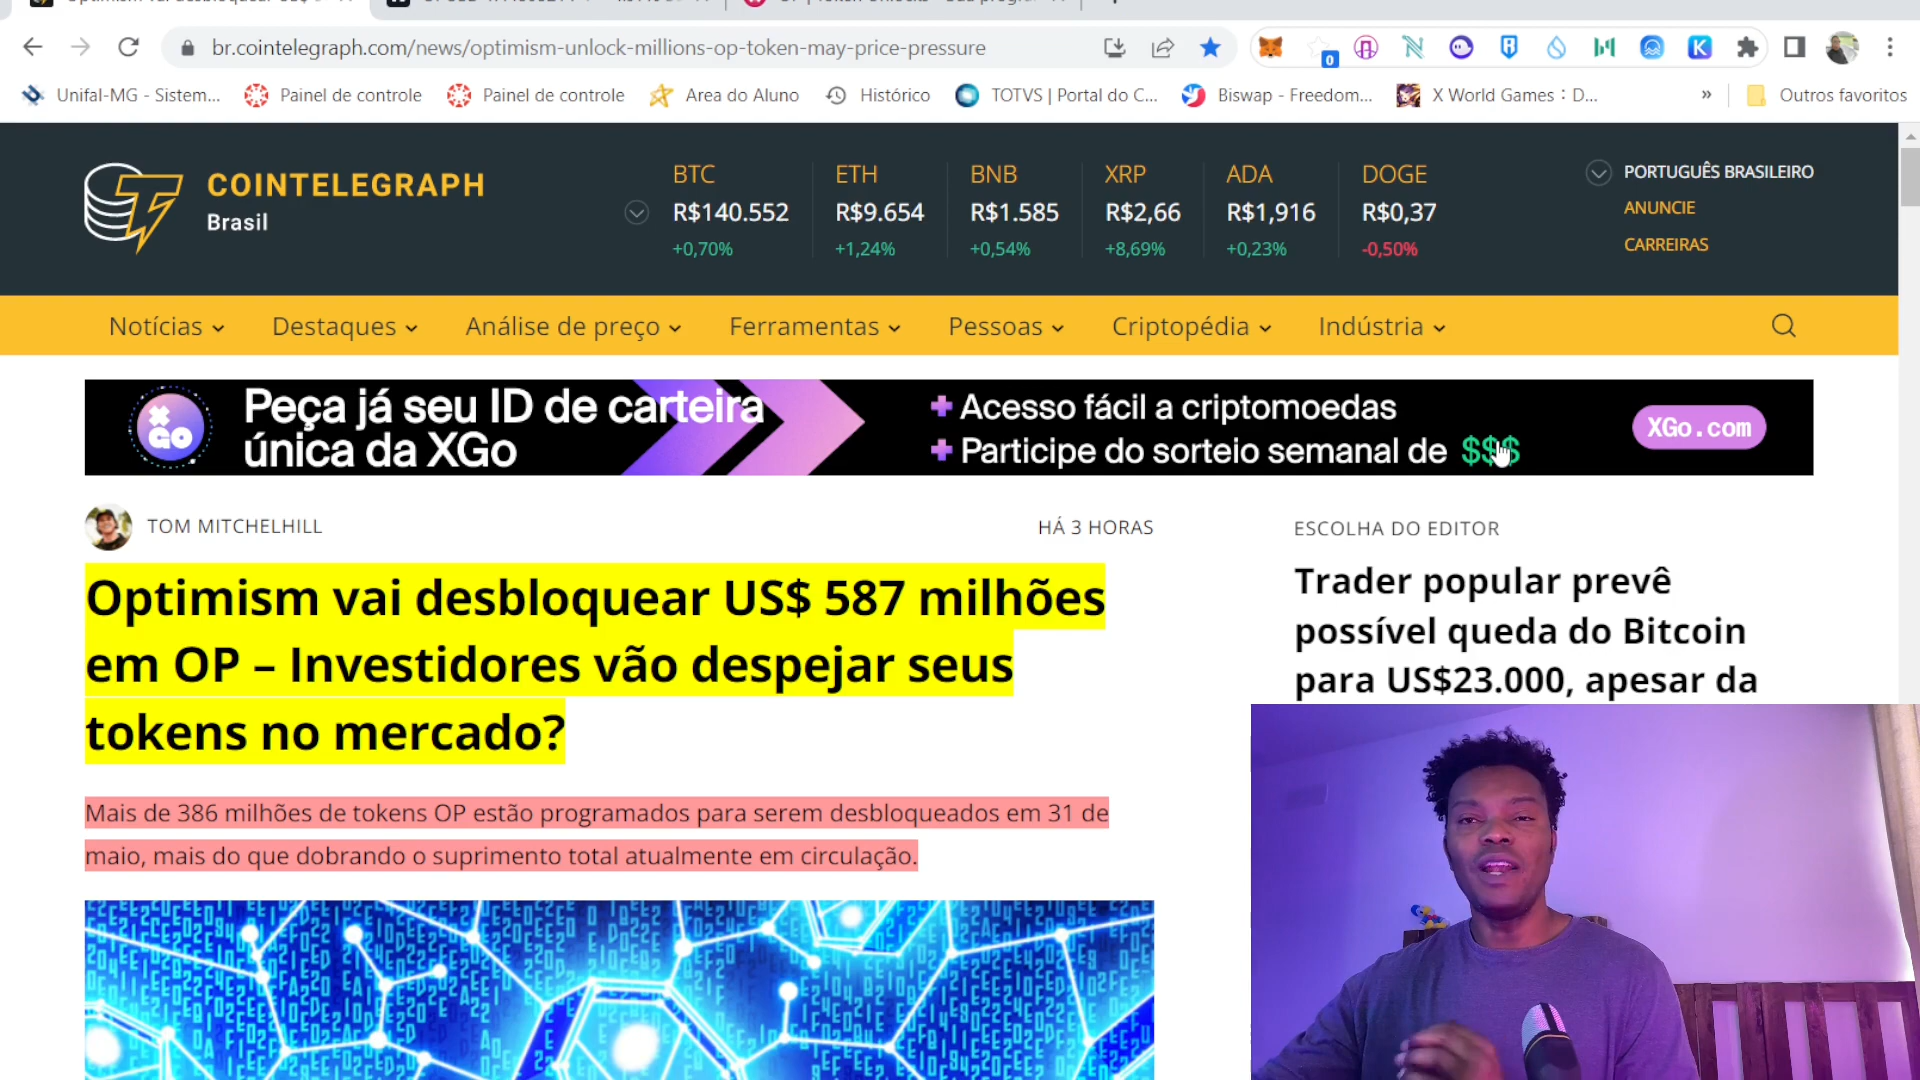 br.cointelegraph.com/news/optimism-unlock-millions-op-token-may-price-pressure
0
Unifal-MG - Sistem...
Painel de controle
Painel de controle
Area do Aluno
Histórico
TOTVS | Portal do C...
Biswap - Freedom...
X World Games : D...
»
Outros favoritos
COINTELEGRAPH
Brasil
BTC
R$140.552
+0,70%
ETH
R$9.654
+1,24%
BNB
R$1.585
+0,54%
XRP
R$2,66
+8,69%
ADA
R$1,916
+0,23%
DOGE
R$0,37
-0,50%
PORTUGUÊS BRASILEIRO
ANUNCIE
CARREIRAS
Notícias
Destaques
Análise de preço
Ferramentas
Pessoas
Criptopédia
Indústria
X GO
Peça já seu ID de carteira
única da XGo
+ Acesso fácil a criptomoedas
+ Participe do sorteio semanal de $$$
XGo.com
TOM MITCHELHILL
HÁ 3 HORAS
Optimism vai desbloquear US$ 587 milhões
em OP – Investidores vão despejar seus
tokens no mercado?
Mais de 386 milhões de tokens OP estão programados para serem desbloqueados em 31 de
maio, mais do que dobrando o suprimento total atualmente em circulação.
ESCOLHA DO EDITOR
Trader popular prevê
possível queda do Bitcoin
para US$23.000, apesar da